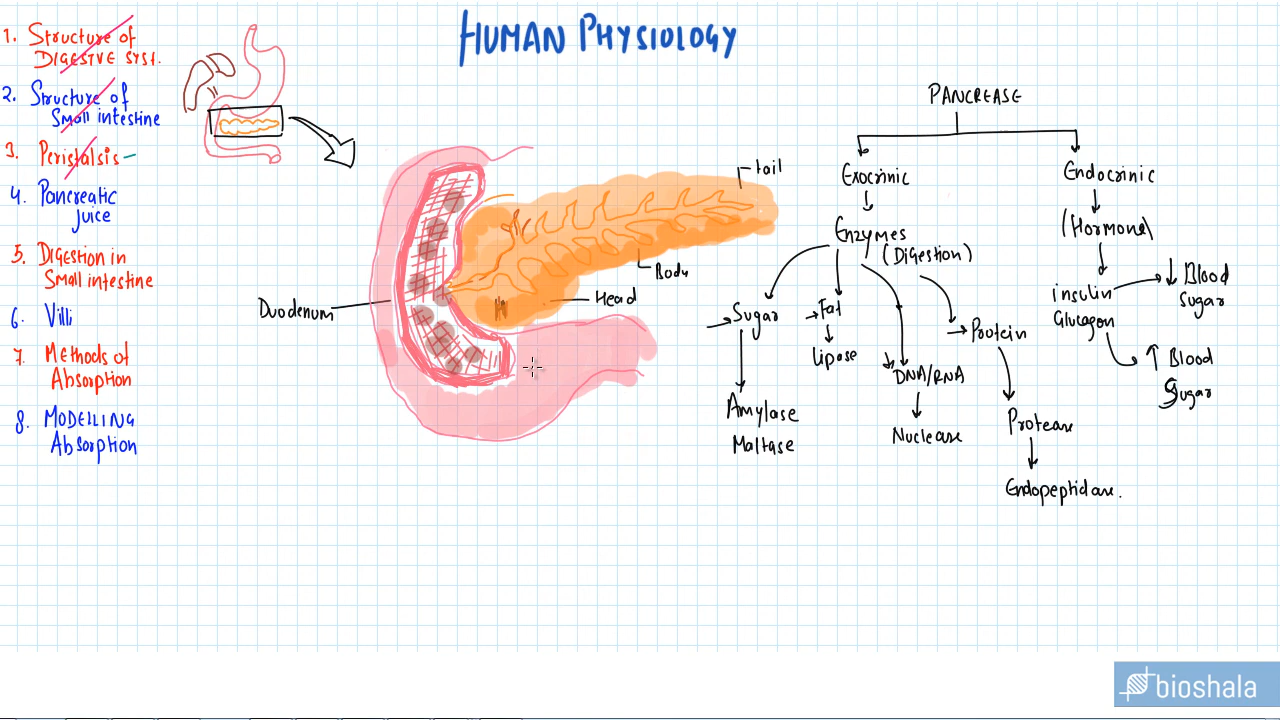 HUMAN PHYSIOLOGY
1. Structure of
DIGESTVE SYST.
2. Structure of
Small intestine
3. Peristalsis
4. Pancreatic
Juice
5. DIGESTION IN
Small intestine
6. Villi
7. Methods of
Absorption
8. MODELLING
Absorption
Duodenum
tail
Body
Head
PANCREASE
Exocrinic
Enzymes
(Digestion)
Sugar
Amylase
Maltase
Fat
Lipase
DNA/RNA
Nuclease
Protein
Protease
Endopeptidase.
Endocrinic
(Hormone)
insulin
Glucagon
↓ Blood
Sugar
↑ Blood
Sugar
bioshala